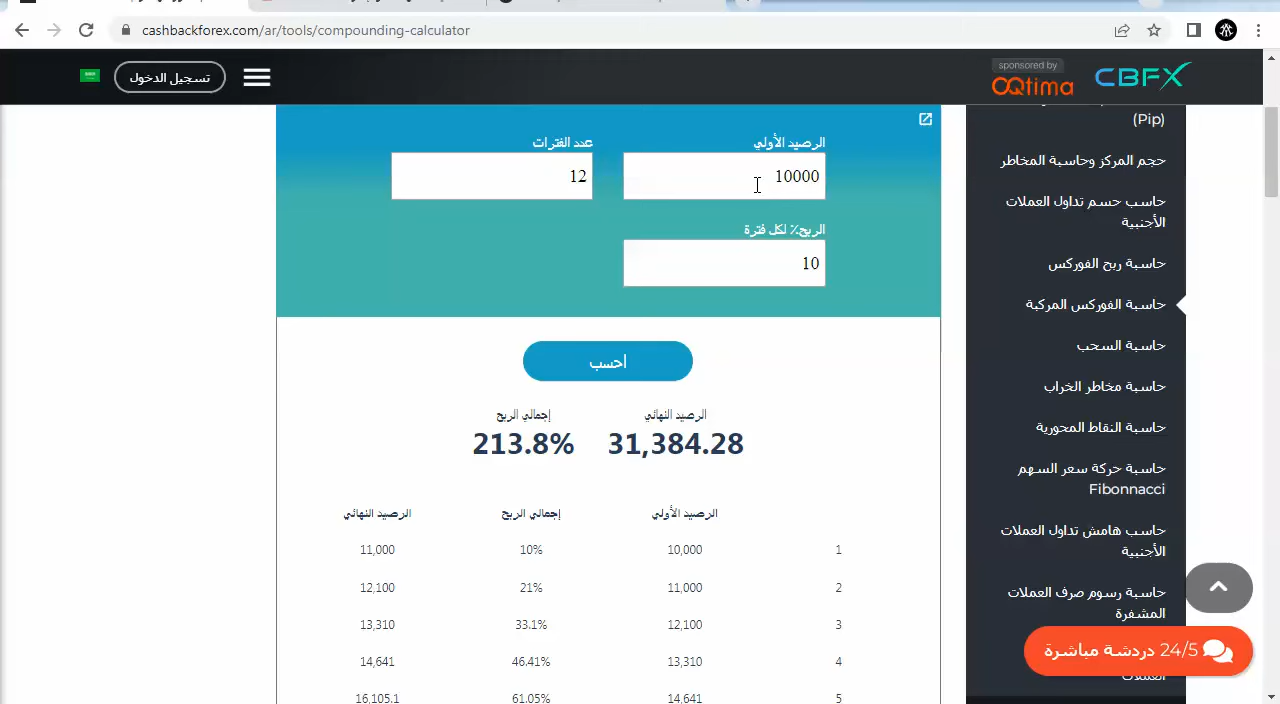 cashbackforex.com/ar/tools/compounding-calculator
تسجيل الدخول
sponsored by
OQtima
CBFX
الرصيد الأولي
عدد الفترات
10000
12
الربح٪ لكل فترة
10
احسب
الرصيد النهائي
إجمالي الربح
31,384.28
213.8%
الرصيد الأولي
إجمالي الربح
الرصيد النهائي
1 10,000 10% 11,000
2 11,000 21% 12,100
3 12,100 33.1% 13,310
4 13,310 46.41% 14,641
5 14,641 61.05% 16,105.1
(Pip)
حجم المركز وحاسبة المخاطر
حاسب حسم تداول العملات
الأجنبية
حاسبة ربح الفوركس
حاسبة الفوركس المركبة
حاسبة السحب
حاسبة مخاطر الخراب
حاسبة النقاط المحورية
حاسبة حركة سعر السهم
Fibonnacci
حاسب هامش تداول العملات
الأجنبية
حاسبة رسوم صرف العملات
المشفرة
دردشة مباشرة 24/5